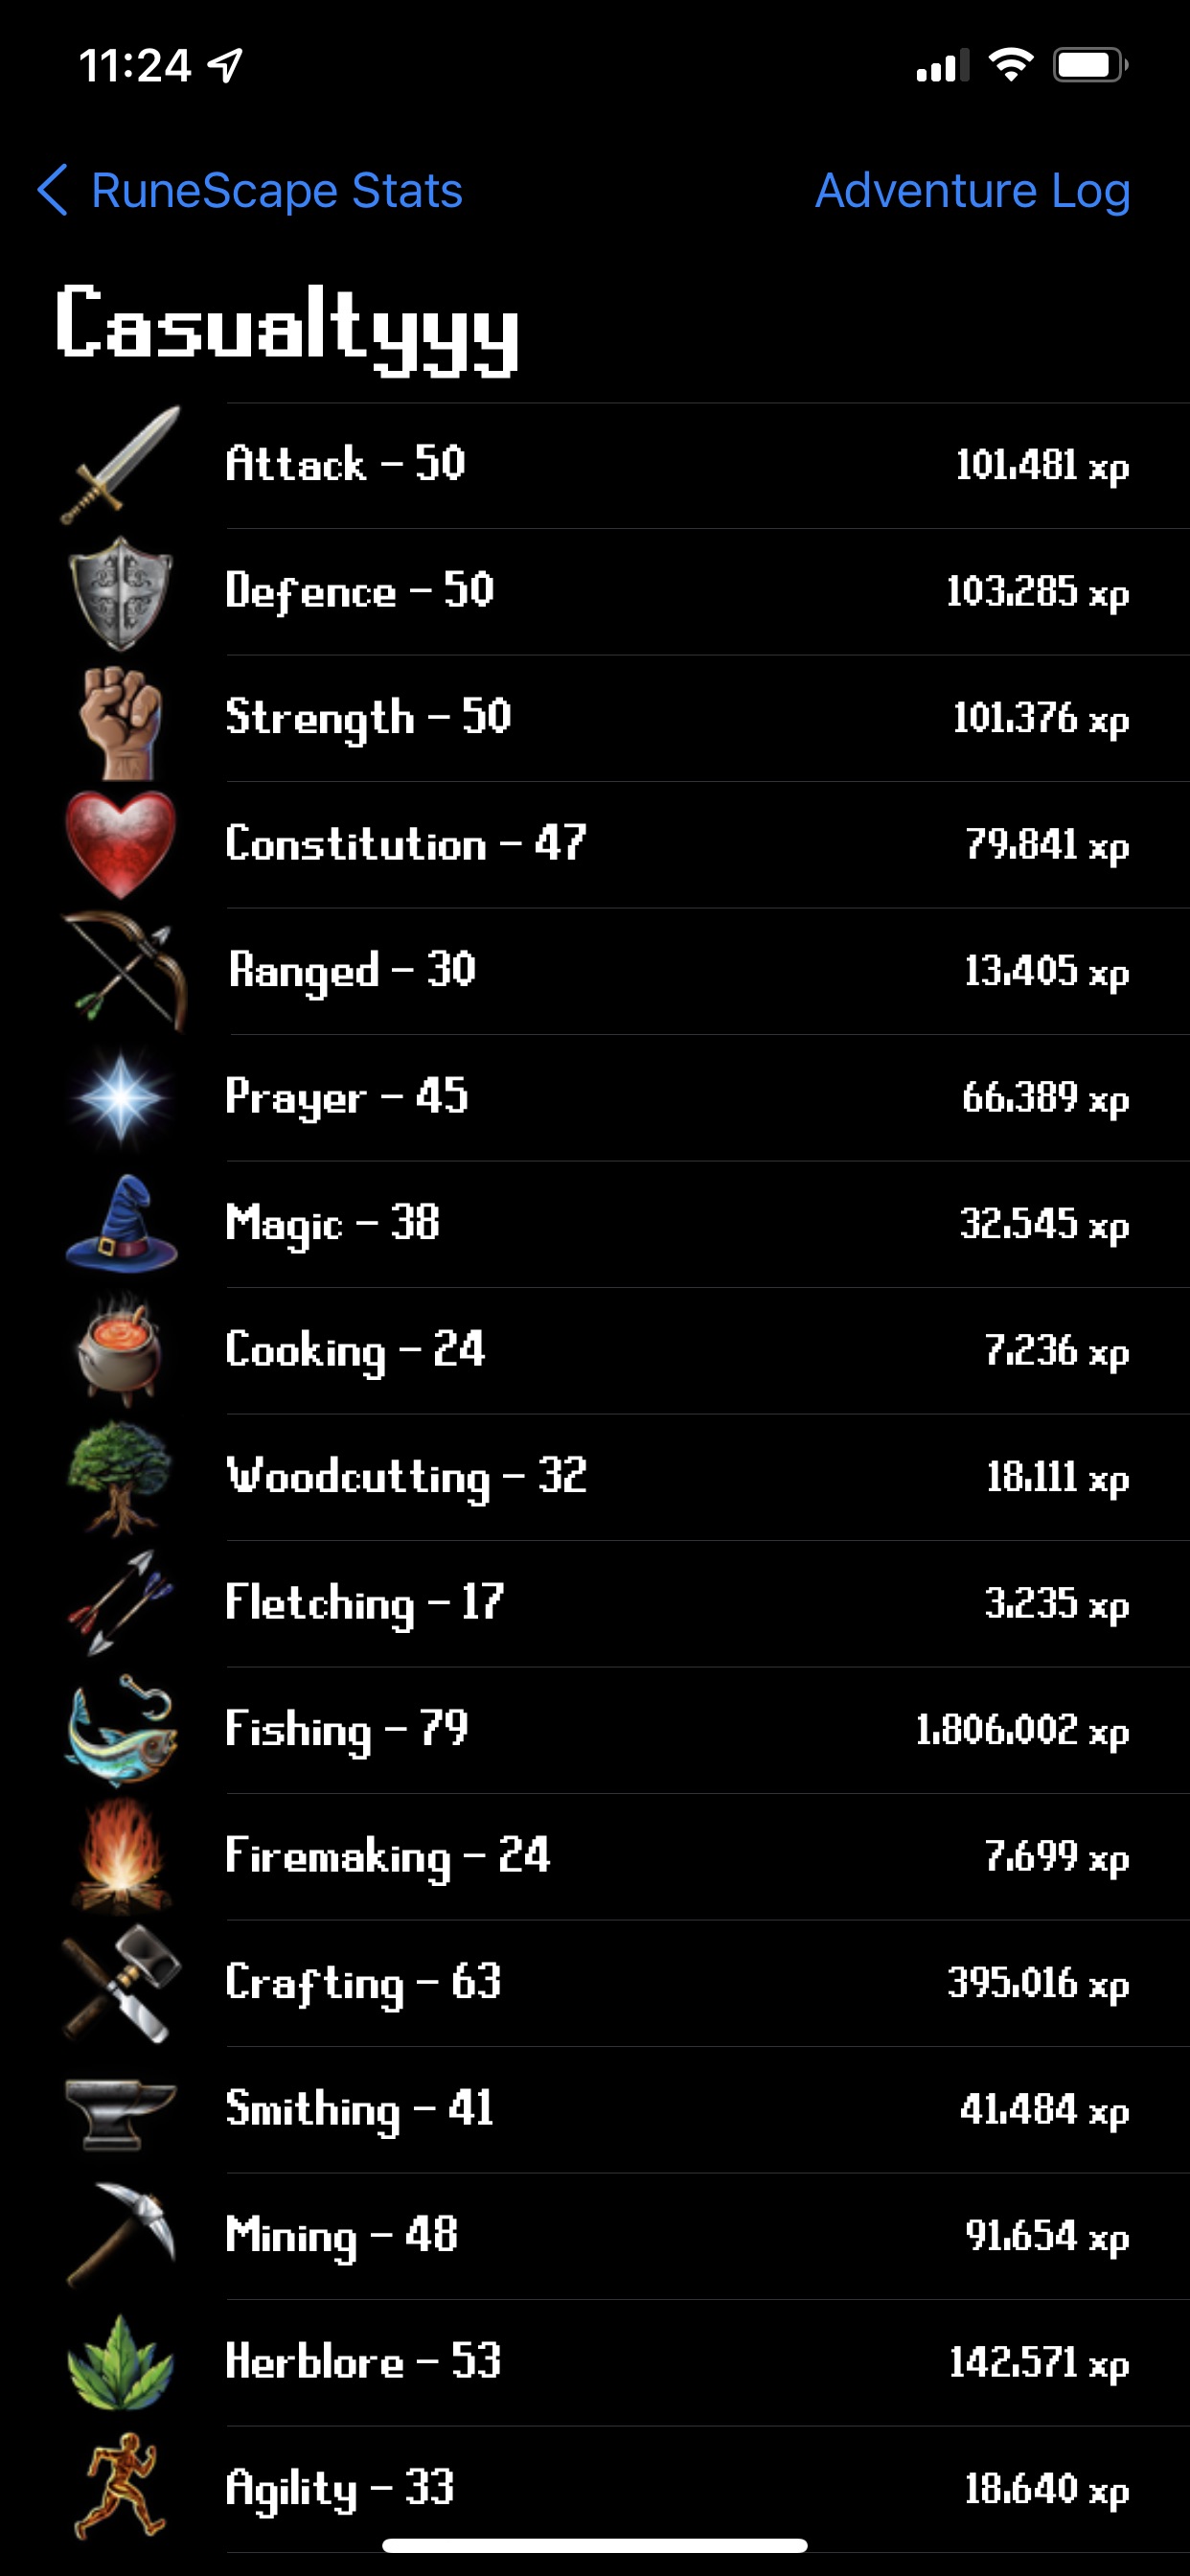 11:24
RuneScape Stats Adventure Log
Casualtyyy
Attack – 50 101.481 xp
Defence – 50 103.285 xp
Strength – 50 101.376 xp
Constitution – 47 79.841 xp
Ranged – 30 13.405 xp
Prayer – 45 66.389 xp
Magic – 38 32.545 xp
Cooking – 24 7.236 xp
Woodcutting – 32 18.111 xp
Fletching – 17 3.235 xp
Fishing – 79 1.806.002 xp
Firemaking – 24 7.699 xp
Crafting – 63 395.016 xp
Smithing – 41 41.484 xp
Mining – 48 91.654 xp
Herblore – 53 142.571 xp
Agility – 33 18.640 xp